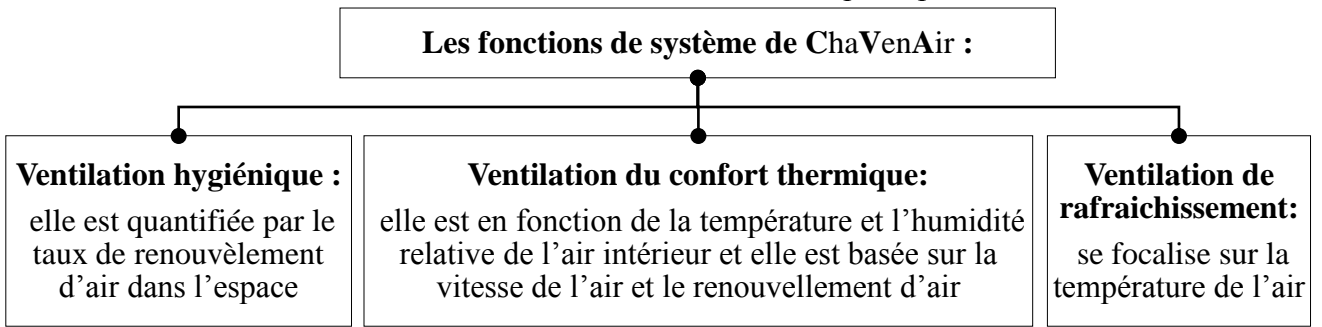 Les fonctions de système de ChaVenAir :
Ventilation hygiénique :
elle est quantifiée par le
taux de renouvèlement
d’air dans l’espace
Ventilation du confort thermique:
elle est en fonction de la température et l’humidité
relative de l’air intérieur et elle est basée sur la
vitesse de l’air et le renouvellement d’air
Ventilation de
rafraichissement:
se focalise sur la
température de l’air